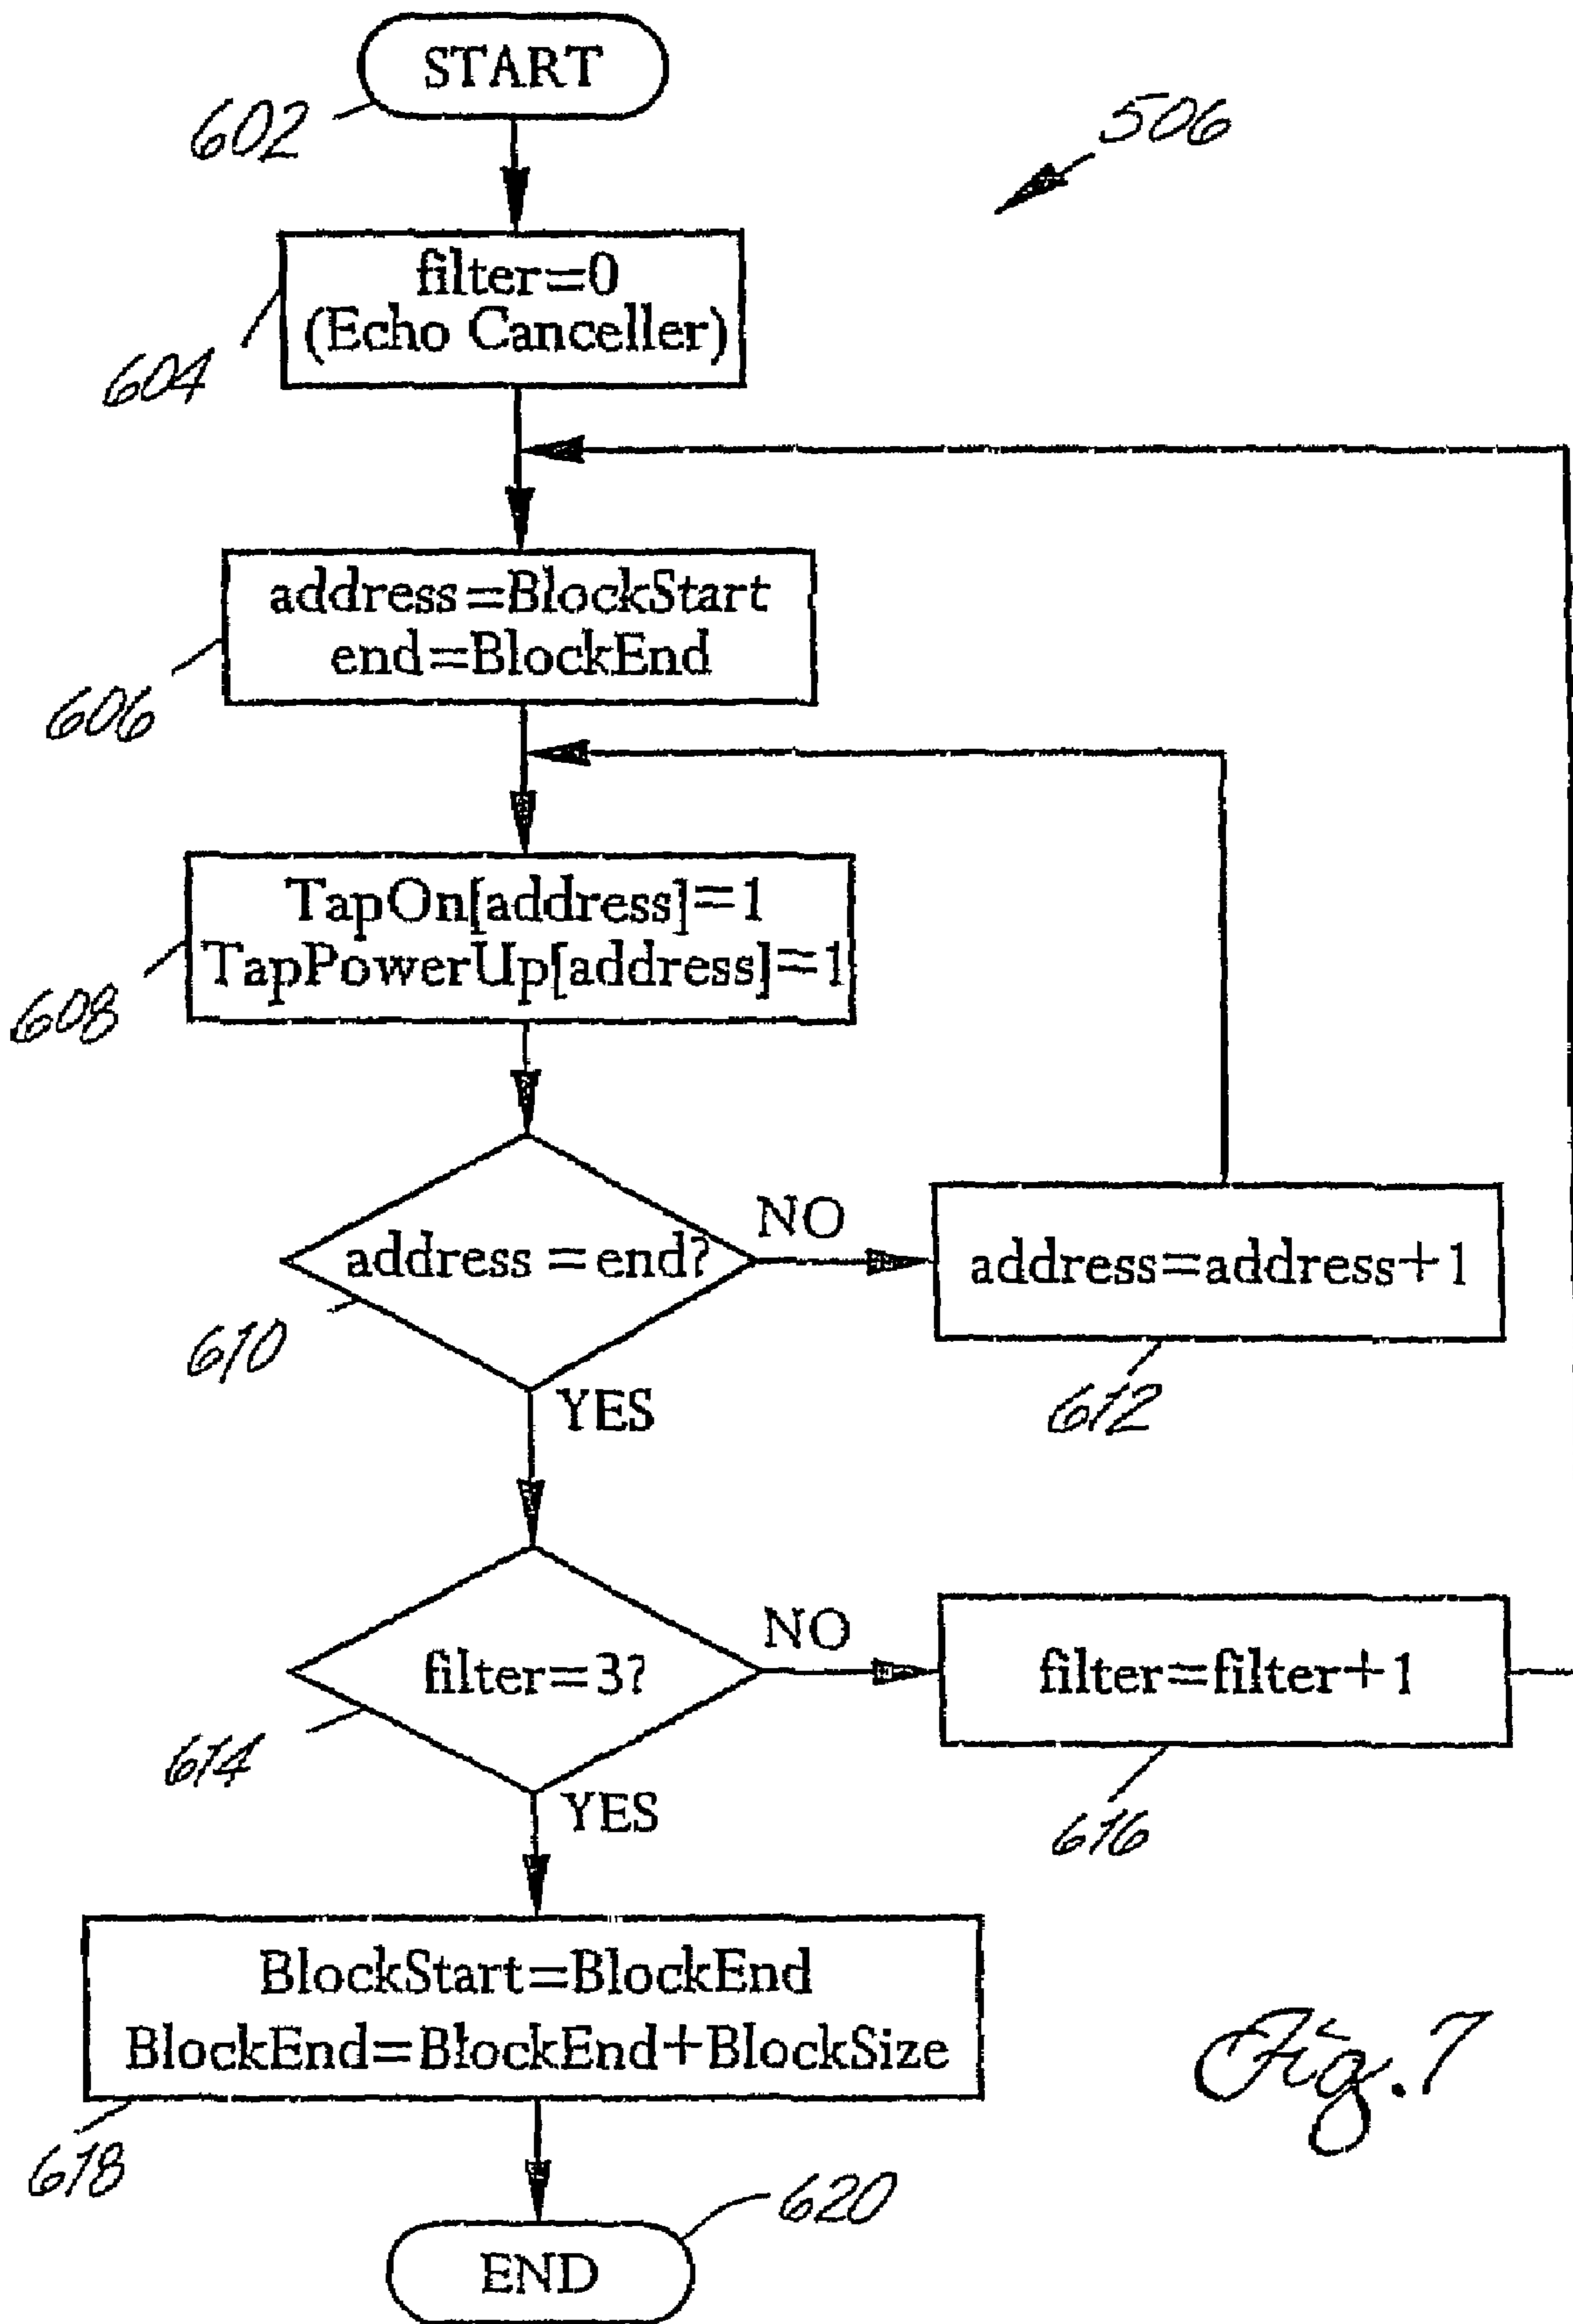 START
602
506
filter=0
(Echo Canceller)
604
address=BlockStart
end=BlockEnd
606
TapOn[address]=1
TapPowerUp[address]=1
608
address=end?
NO
address=address+1
610
612
YES
filter=3?
NO
filter=filter+1
614
616
YES
BlockStart=BlockEnd
BlockEnd=BlockEnd+BlockSize
618
Fig. 7
620
END